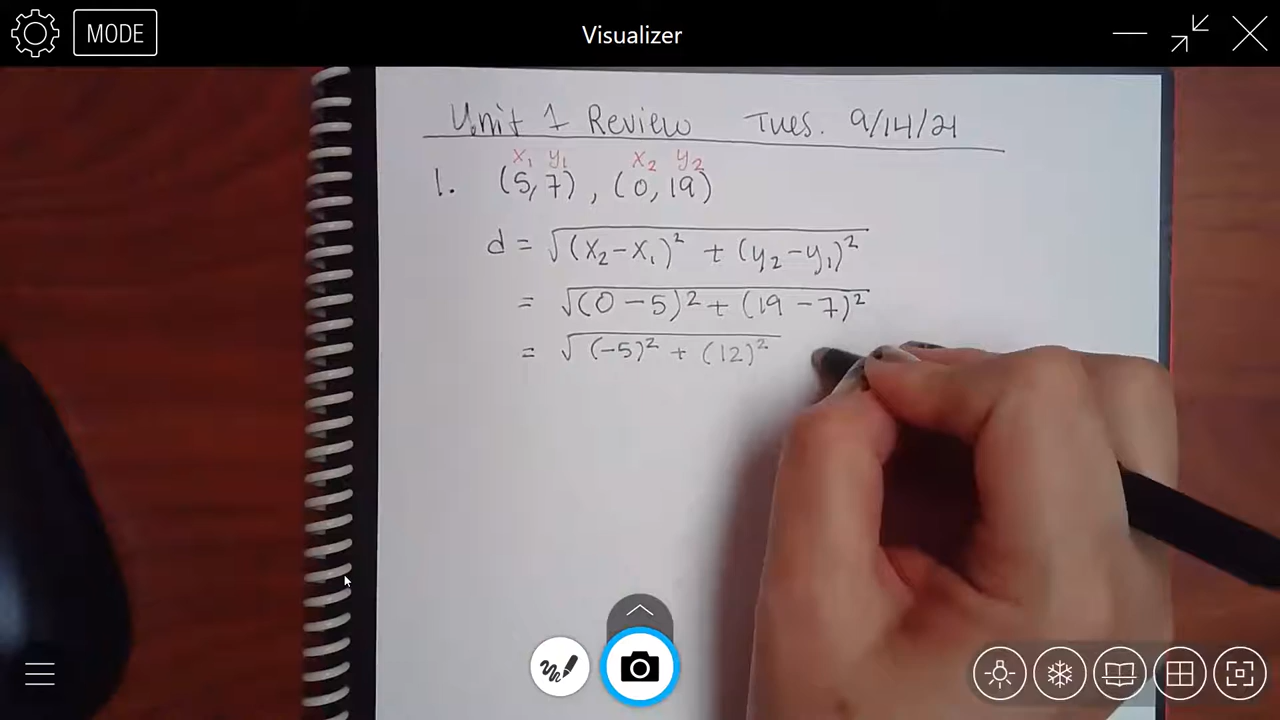 MODE
Visualizer
Unit 1 Review Tues. 9/14/21
x₁ y₁ x₂ y₂
1. (5,7), (0,19)
d = √(x₂-x₁)² + (y₂-y₁)²
= √(0-5)² + (19-7)²
= √(-5)² + (12)²